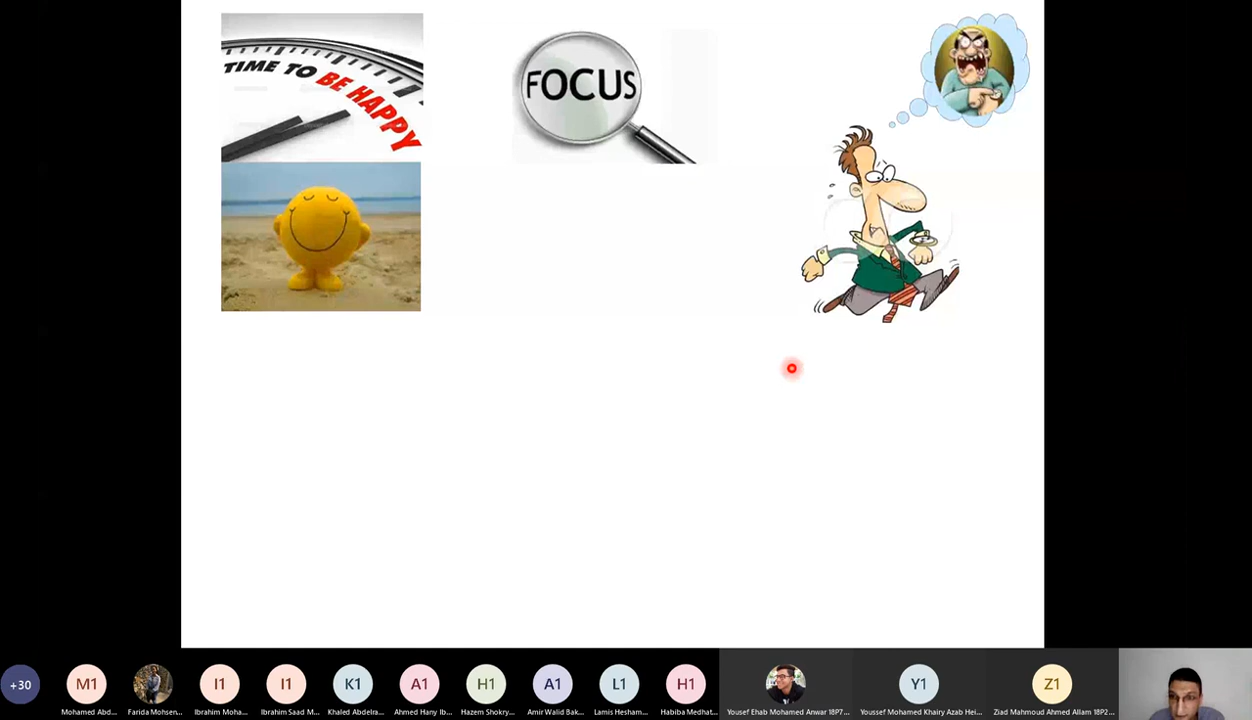 TIME TO BE HAPPY
FOCUS
+30
M1
I1
I1
K1
A1
H1
A1
L1
H1
Y1
Z1
Mohamed Abd...
Farida Mohsen...
Ibrahim Moha...
Ibrahim Saad M...
Khaled Abdelra...
Ahmed Hany Ib...
Hazem Shokry...
Amir Walid Bak...
Lamis Hesham...
Habiba Medhat...
Yousef Ehab Mohamed Anwar 18P7...
Youssef Mohamed Khairy Azab Hei...
Ziad Mahmoud Ahmed Allam 18P2...